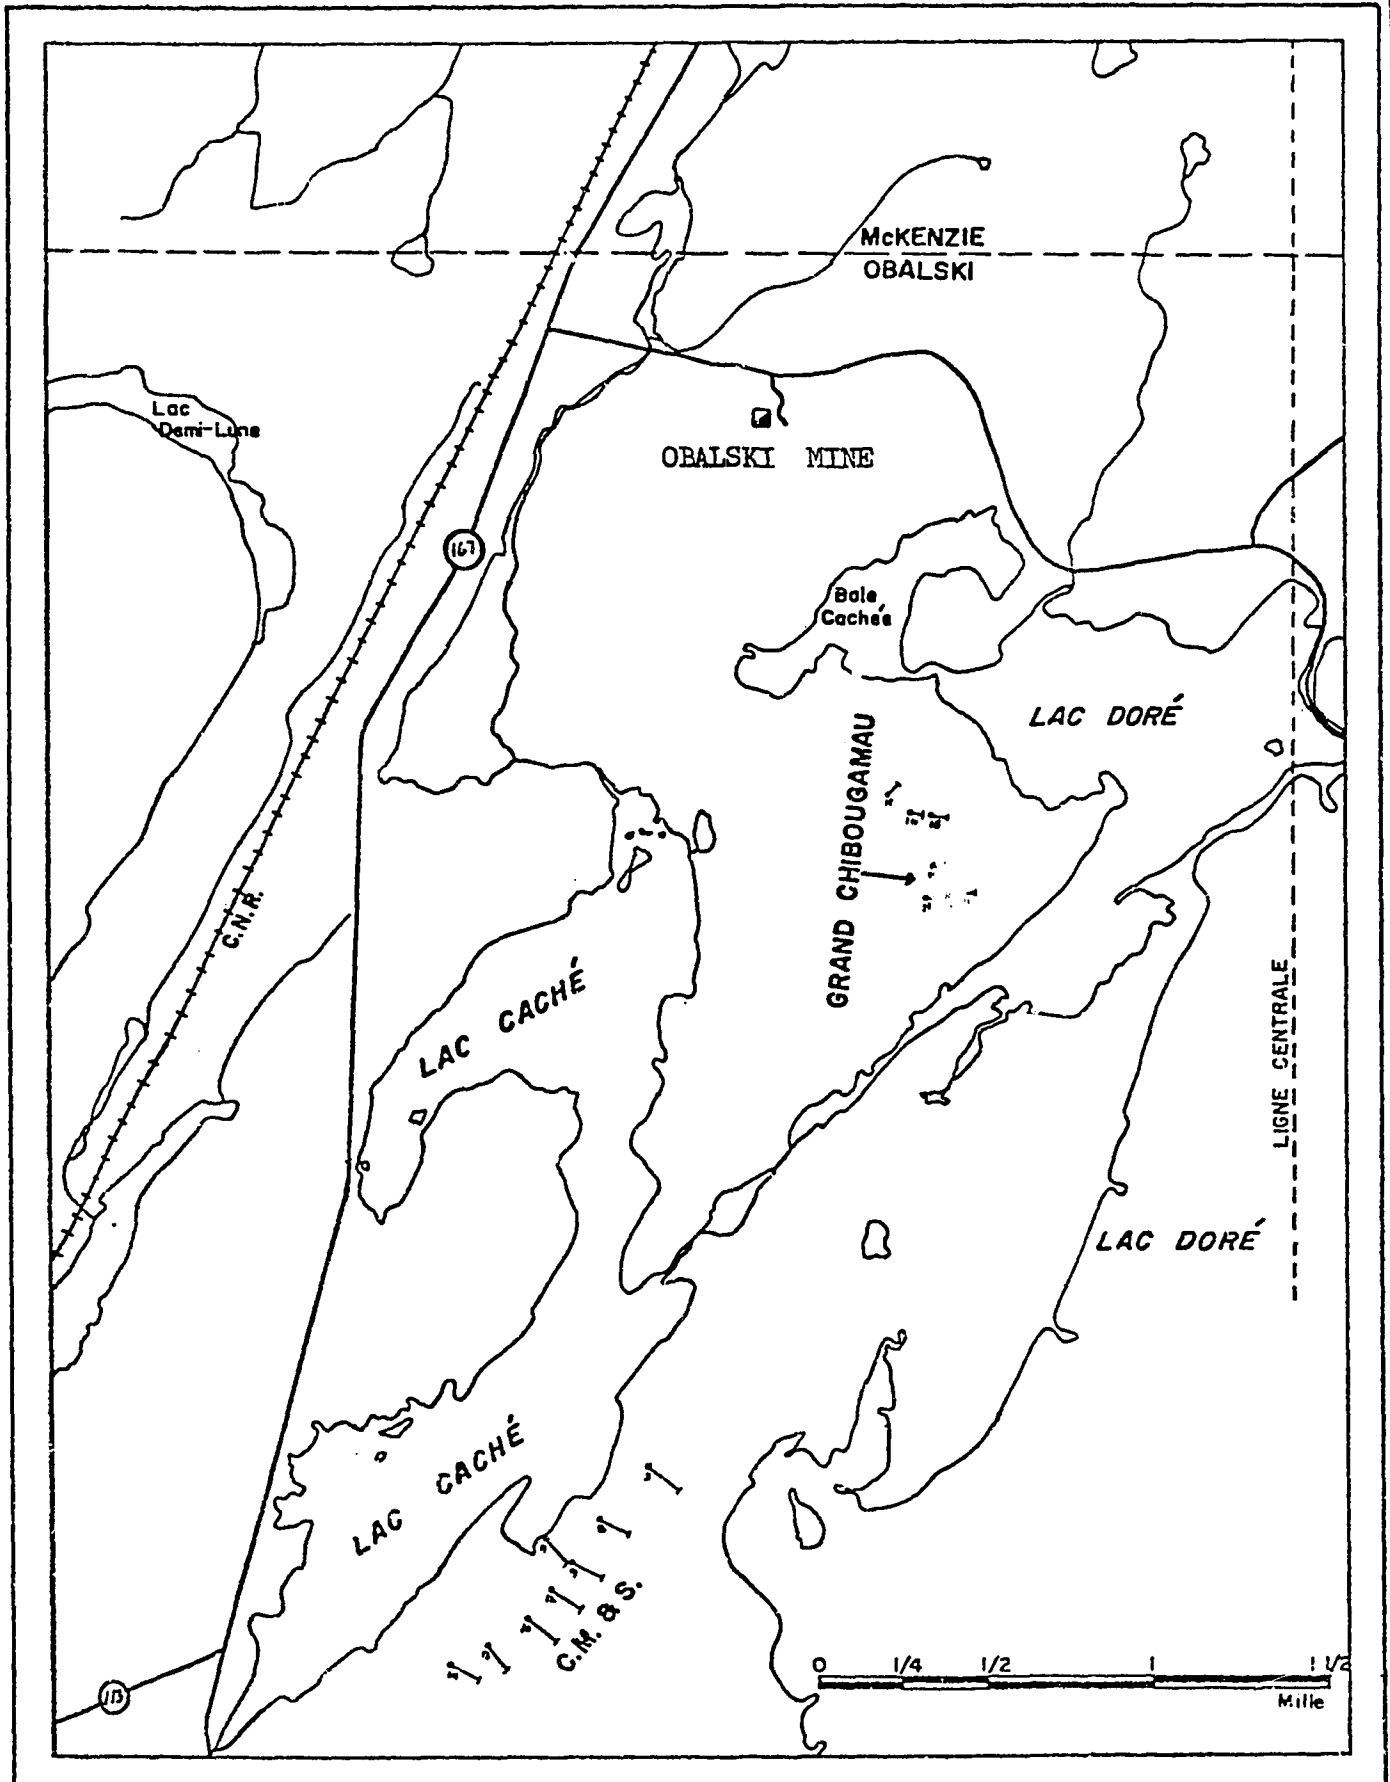 McKENZIE
OBALSKI
Lac
Demi-Lune
OBALSKI MINE
167
Baie
Cachée
LAC DORÉ
GRAND CHIBOUGAMAU
C.N.R.
LAC CACHÉ
LIGNE CENTRALE
LAC DORÉ
LAC CACHÉ
C.M. & S.
113
0 1/4 1/2 1 1 1/2
Mille